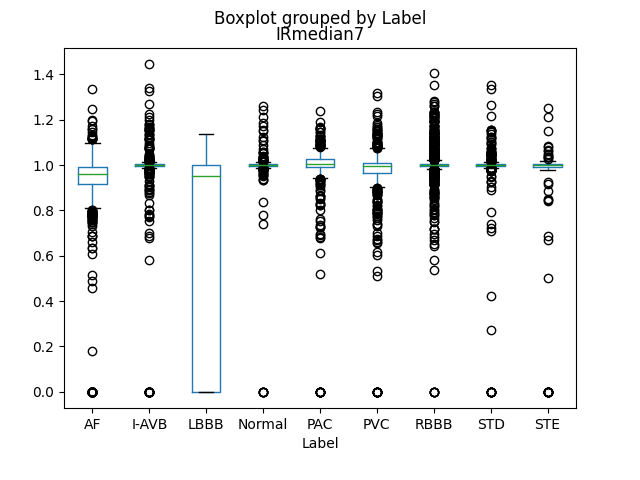 Boxplot grouped by Label
IRmedian7
1.4
1.2
1.0
0.8
0.6
0.4
0.2
0.0
AF I-AVB LBBB Normal PAC PVC RBBB STD STE
Label